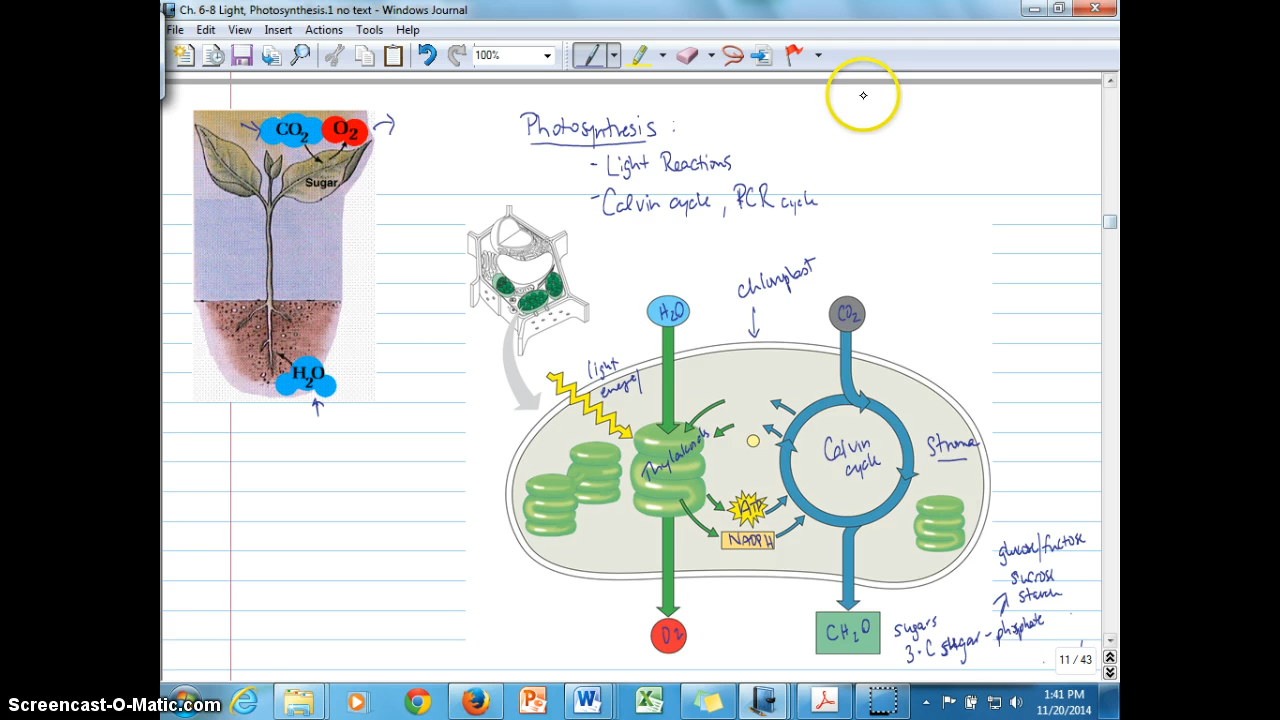 Ch. 6-8 Light, Photosynthesis.1 no text - Windows Journal
File Edit View Insert Actions Tools Help
100%
CO2 O2
Sugar
H2O
Photosynthesis :
- Light Reactions
- Calvin cycle, PCR cycle
chloroplast
H2O
CO2
light
energy
Thylakoids
Calvin
cycle
Stroma
ATP
NADPH
glucose/fructose
sucrose
starch
O2
CH2O
sugars
3-C sugar - phosphate
11 / 43
1:41 PM
11/20/2014
Screencast-O-Matic.com